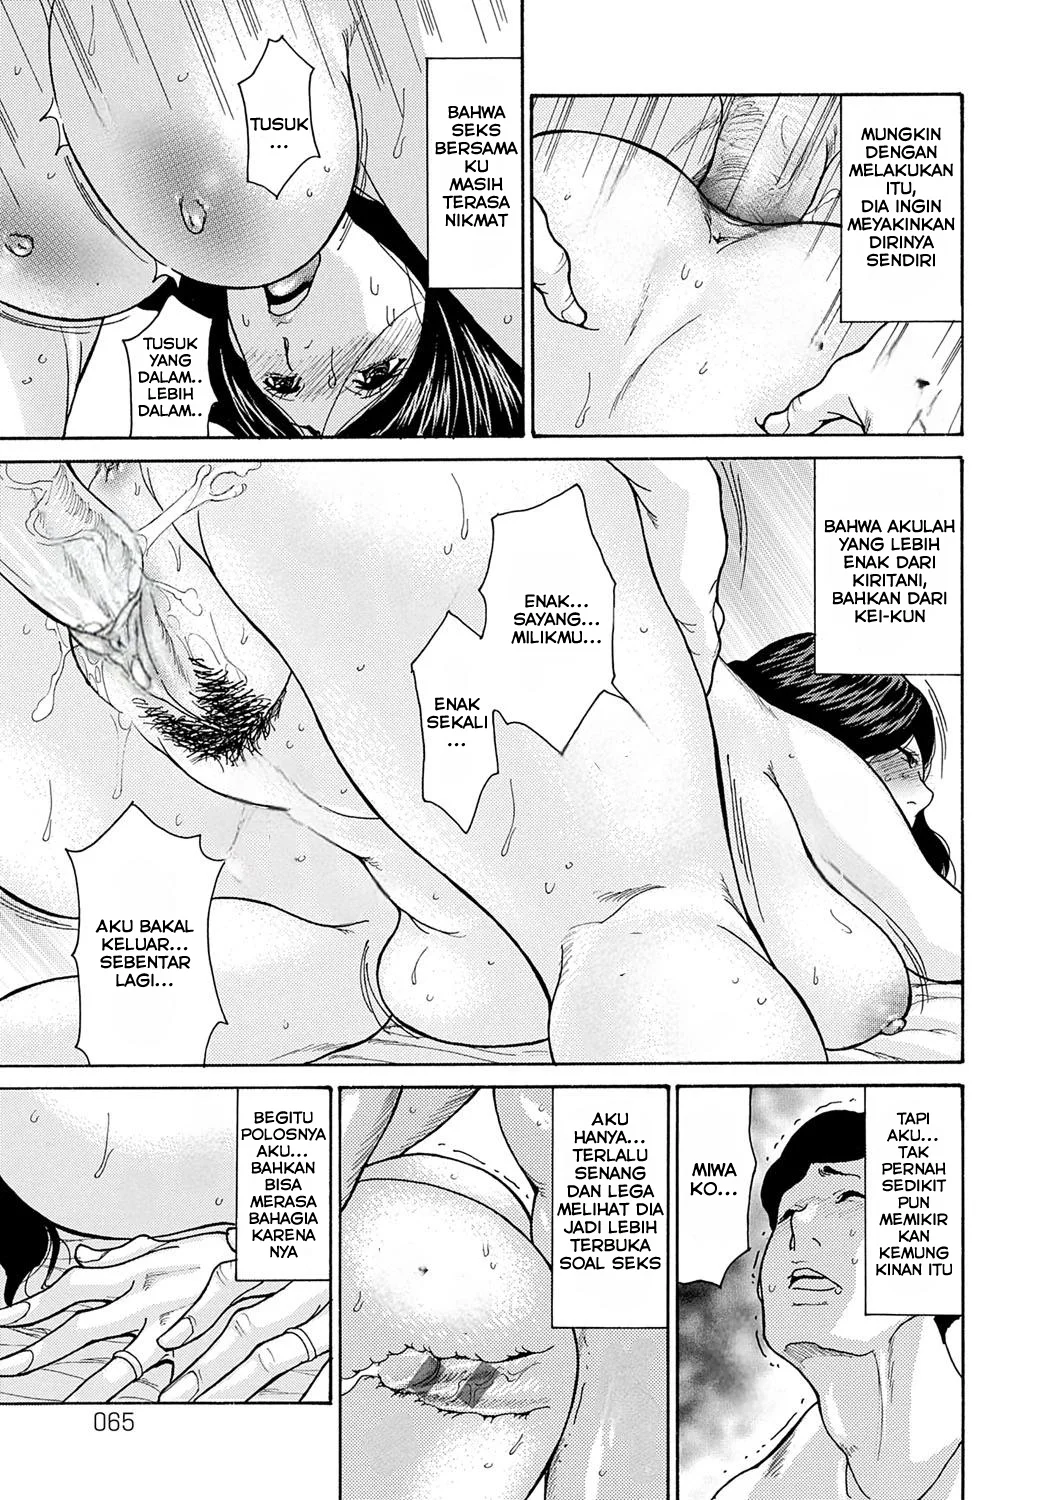 MUNGKIN
DENGAN
MELAKUKAN
ITU,
DIA INGIN
MEYAKINKAN
DIRINYA
SENDIRI
BAHWA
SEKS
BERSAMA
KU
MASIH
TERASA
NIKMAT
TUSUK
...
TUSUK
YANG
DALAM..
LEBIH
DALAM..
BAHWA AKULAH
YANG LEBIH
ENAK DARI
KIRITANI,
BAHKAN DARI
KEI-KUN
ENAK...
SAYANG...
MILIKMU...
ENAK
SEKALI
...
AKU BAKAL
KELUAR...
SEBENTAR
LAGI...
TAPI
AKU...
TAK
PERNAH
SEDIKIT
PUN
MEMIKIR
KAN
KEMUNG
KINAN ITU
MIWA
KO...
AKU
HANYA...
TERLALU
SENANG
DAN LEGA
MELIHAT DIA
JADI LEBIH
TERBUKA
SOAL SEKS
BEGITU
POLOSNYA
AKU...
BAHKAN
BISA
MERASA
BAHAGIA
KARENA
NYA
065